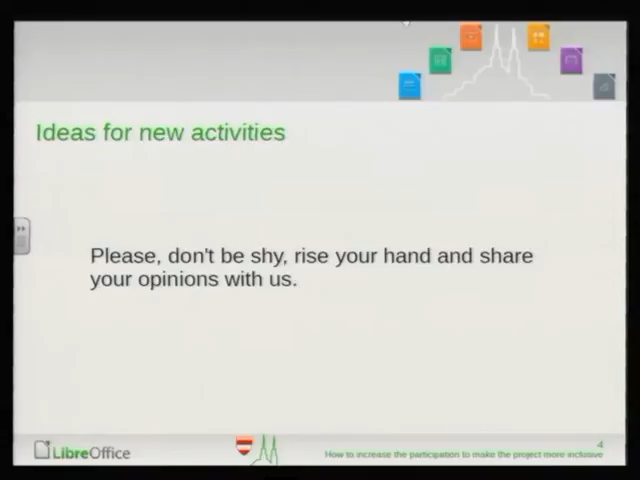 Ideas for new activities
Please, don't be shy, rise your hand and share
your opinions with us.
4
LibreOffice
How to increase the participation to make the project more inclusive